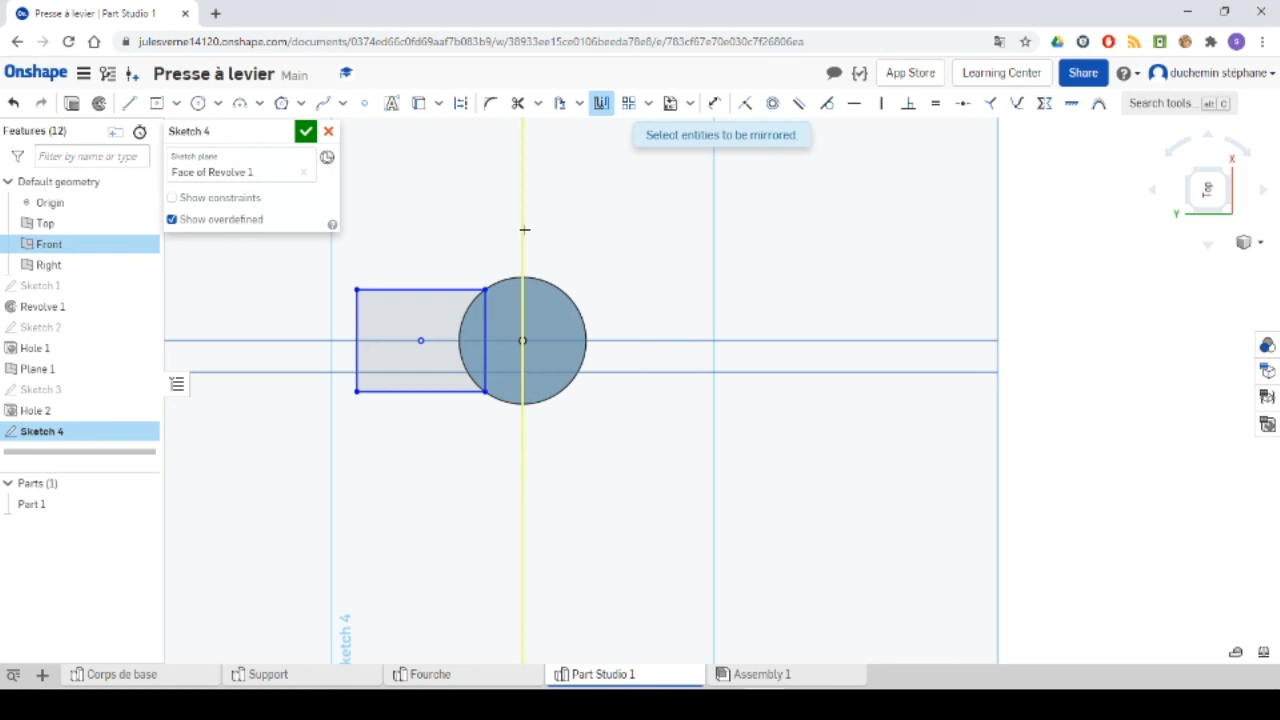 Presse à levier | Part Studio 1
julesverne14120.onshape.com/documents/0374ed66c0fd69aaf7b083b9/w/38933ee15ce0106beeda78e8/e/783cf67e70e030c7f26806ea
Onshape
Presse à levier Main
App Store
Learning Center
Share
duchemin stéphane
Search tools... alt C
Features (12)
Filter by name or type
Default geometry
Origin
Top
Front
Right
Sketch 1
Revolve 1
Sketch 2
Hole 1
Plane 1
Sketch 3
Hole 2
Sketch 4
Parts (1)
Part 1
Sketch 4
Sketch plane
Face of Revolve 1
Show constraints
Show overdefined
Select entities to be mirrored
Top
X
Y
ketch 4
Corps de base
Support
Fourche
Part Studio 1
Assembly 1